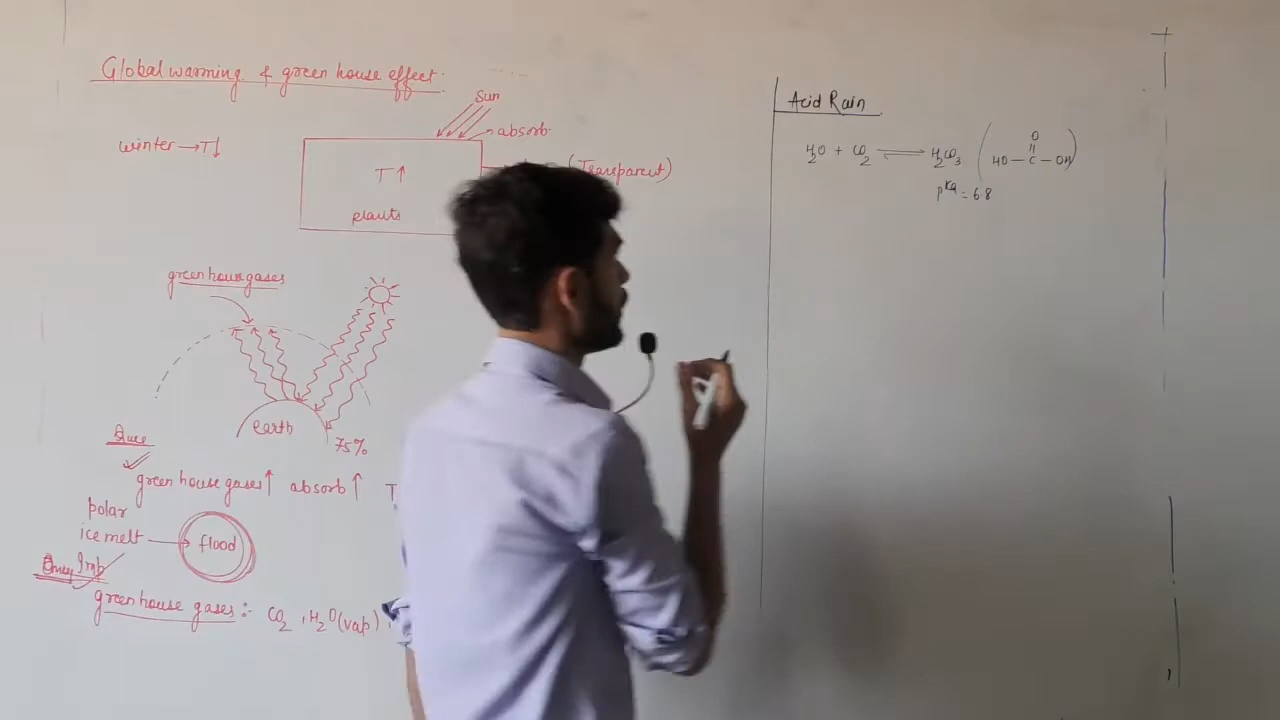 Global warming & green house effect:
Sun
absorb
winter → T↓
(Transparent)
T↑
plants
green house gases
earth
75%
green house gases↑ absorb↑ T
polar
ice melt → flood
Imp
green house gases :- CO2 , H2O (vap) ,
Acid Rain
H2O + CO2 ⇌ H2CO3 ( HO — C — OH )
O
pKa = 6.8